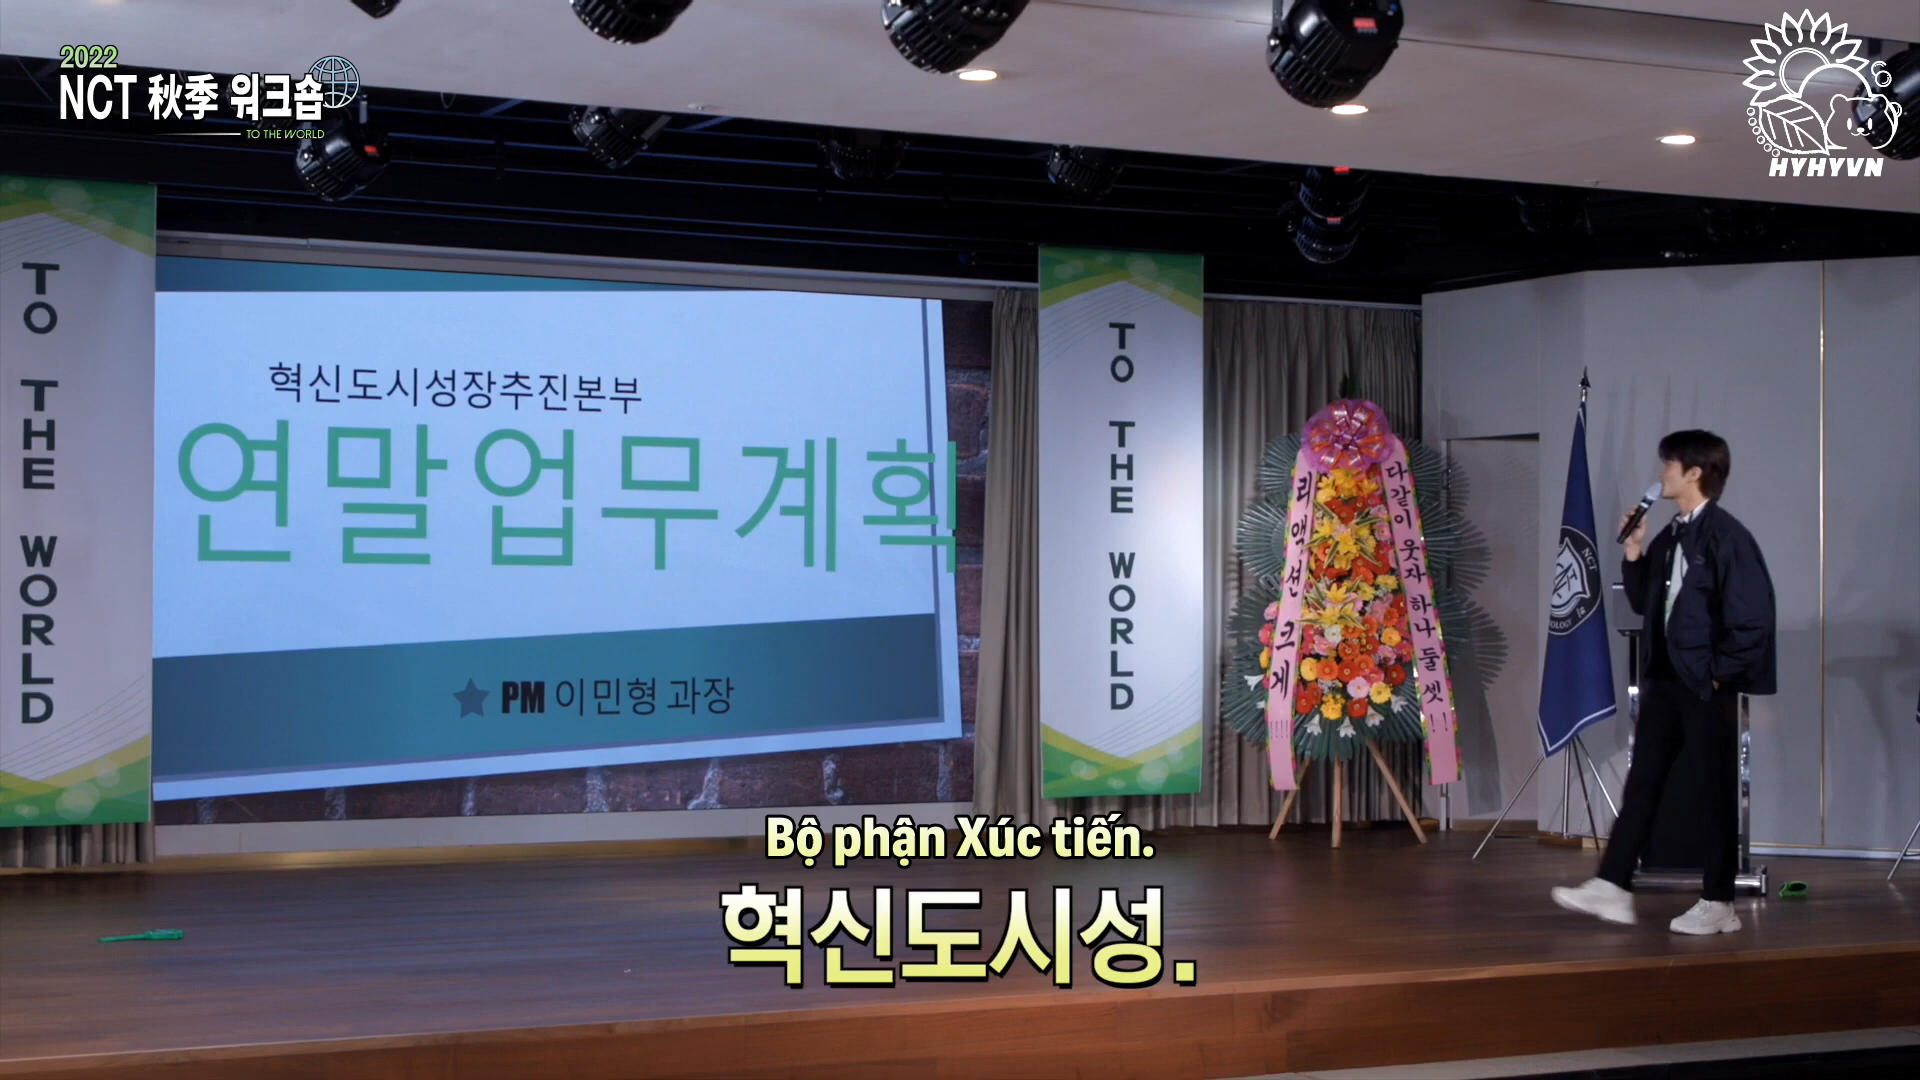 2022
NCT 秋季 워크숍
TO THE WORLD
HYHYVN
TO THE WORLD
혁신도시성장추진본부
연말업무계획
PM 이민형 과장
TO THE WORLD
리액션 크게!!!!
다같이 웃자 하나 둘 셋!!
NCT
Bộ phận Xúc tiến.
혁신도시성.